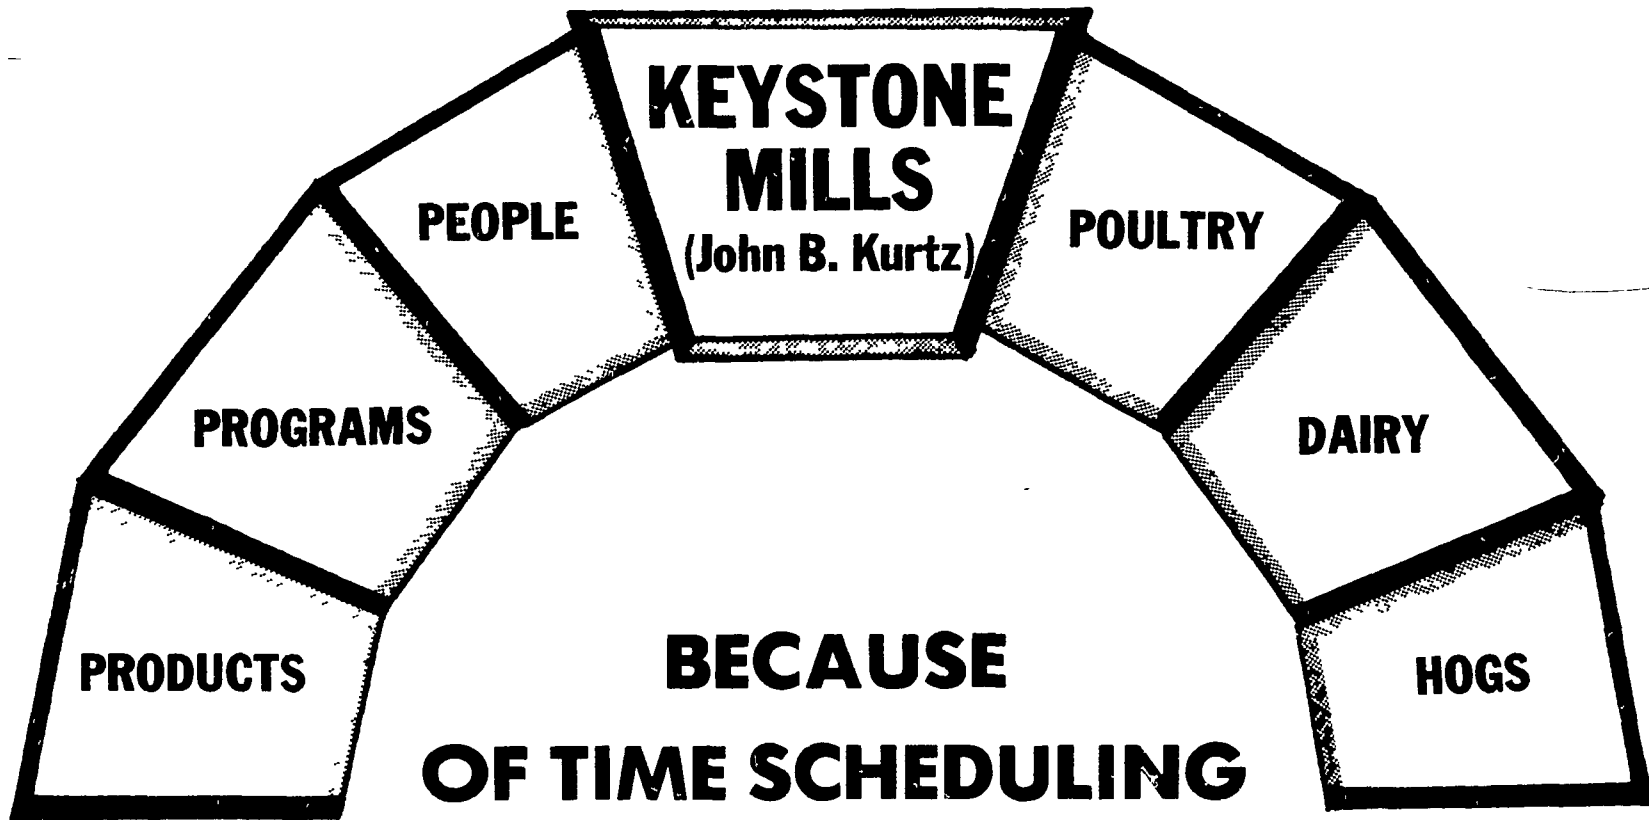 KEYSTONE
MILLS
(John B. Kurtz)
PEOPLE
POULTRY
PROGRAMS
DAIRY
PRODUCTS
HOGS
BECAUSE
OF TIME SCHEDULING